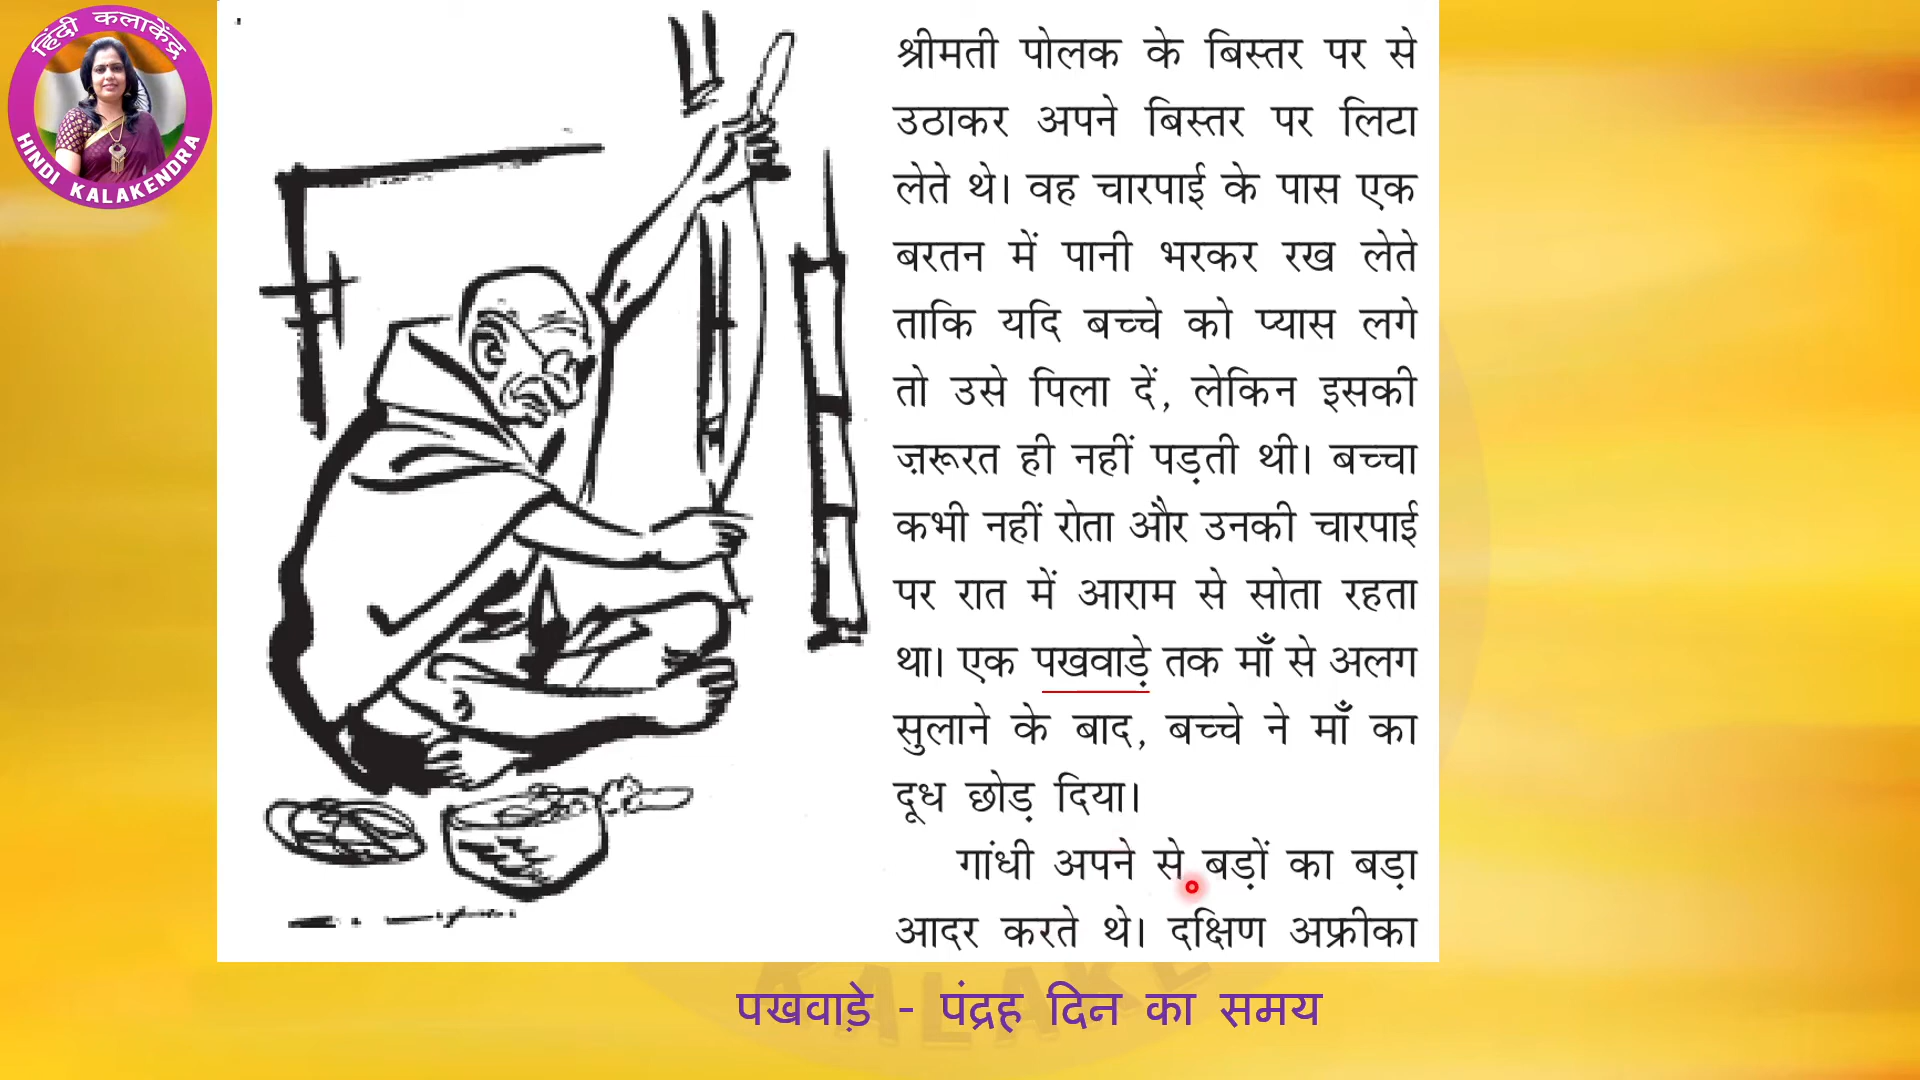 हिंदी कलाकेंद्र
HINDI KALAKENDRA
श्रीमती पोलक के बिस्तर पर से
उठाकर अपने बिस्तर पर लिटा
लेते थे। वह चारपाई के पास एक
बरतन में पानी भरकर रख लेते
ताकि यदि बच्चे को प्यास लगे
तो उसे पिला दें, लेकिन इसकी
ज़रूरत ही नहीं पड़ती थी। बच्चा
कभी नहीं रोता और उनकी चारपाई
पर रात में आराम से सोता रहता
था। एक पखवाड़े तक माँ से अलग
सुलाने के बाद, बच्चे ने माँ का
दूध छोड़ दिया।
गांधी अपने से बड़ों का बड़ा
आदर करते थे। दक्षिण अफ्रीका
KALAKE
पखवाड़े - पंद्रह दिन का समय